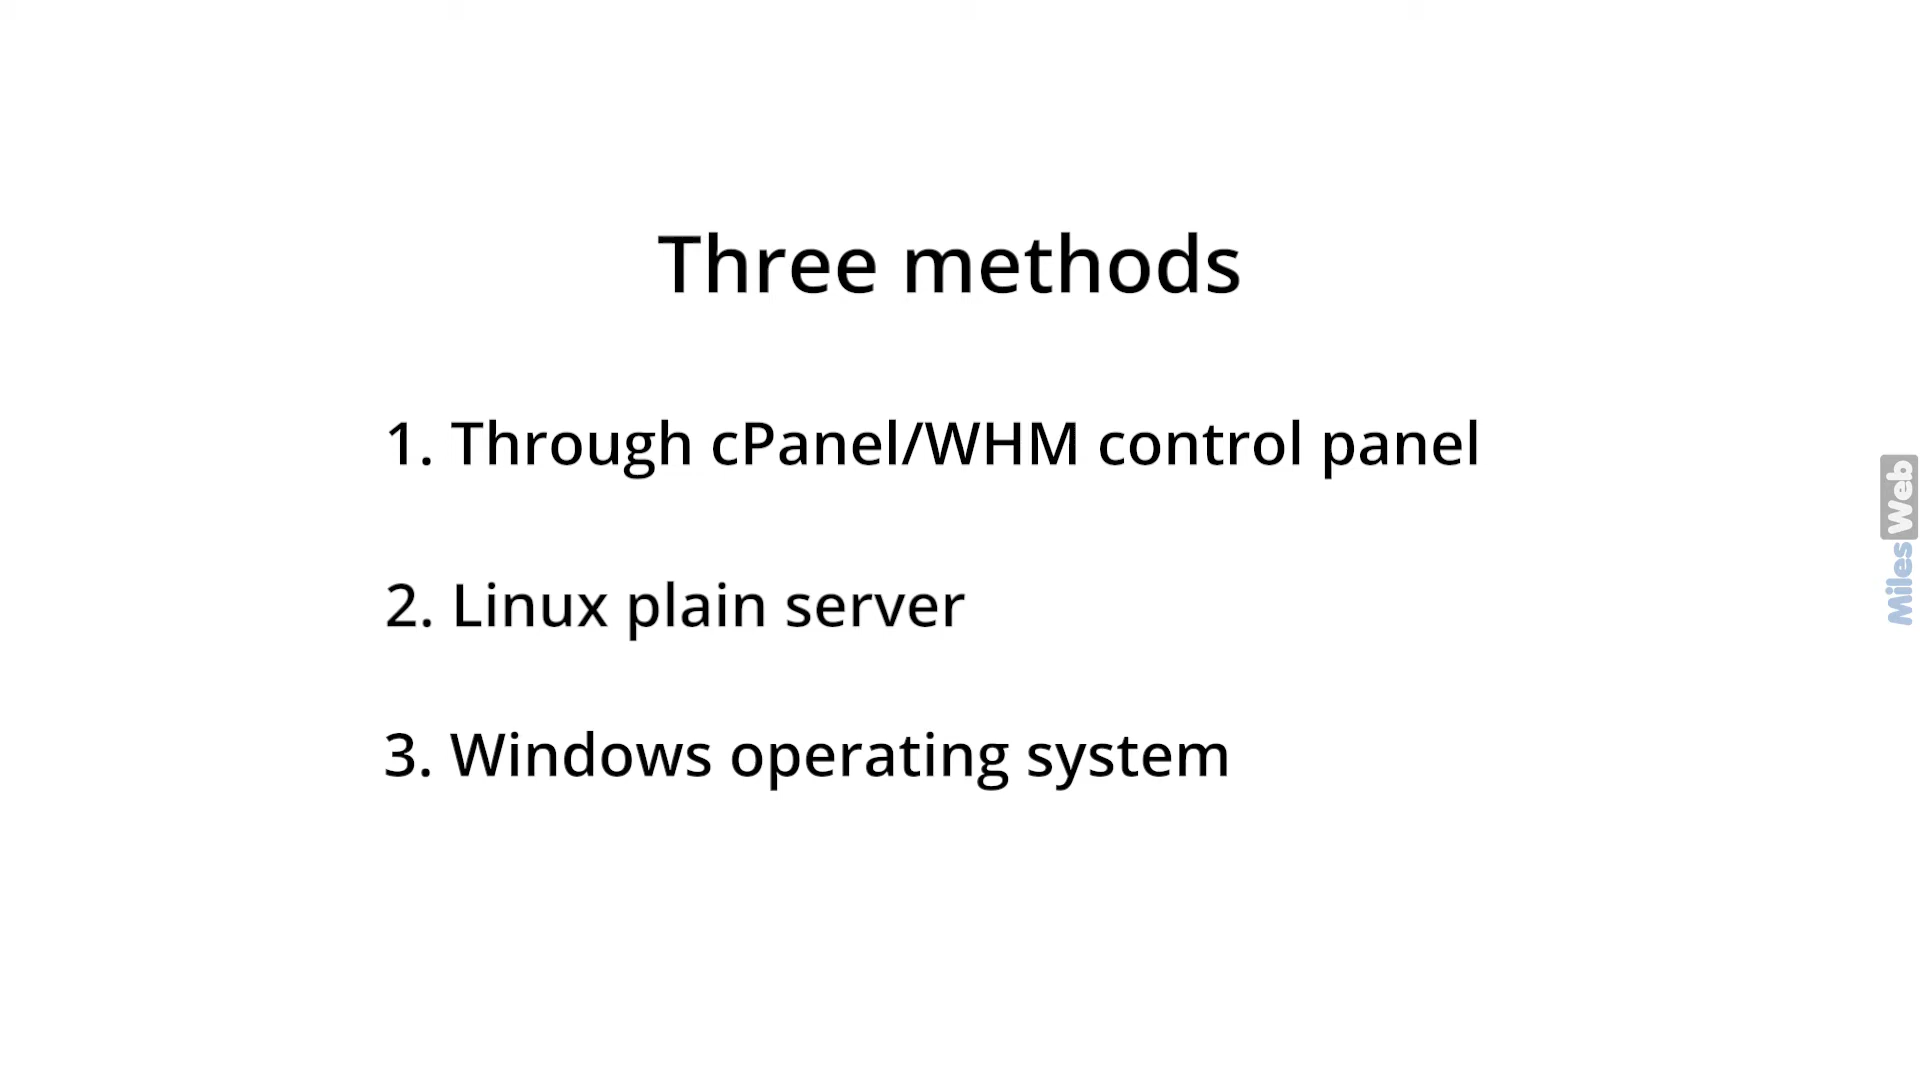 Three methods
1. Through cPanel/WHM control panel
2. Linux plain server
3. Windows operating system
MilesWeb